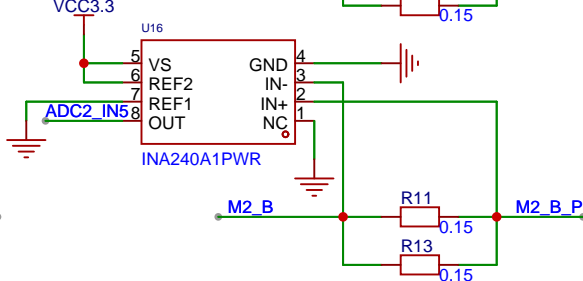 VCC3.3
0.15
U16
5 VS GND 4
6 REF2 IN- 3
7 REF1 IN+ 2
ADC2_IN5 8 OUT NC 1
INA240A1PWR
M2_B R11 M2_B_P
0.15
R13
0.15